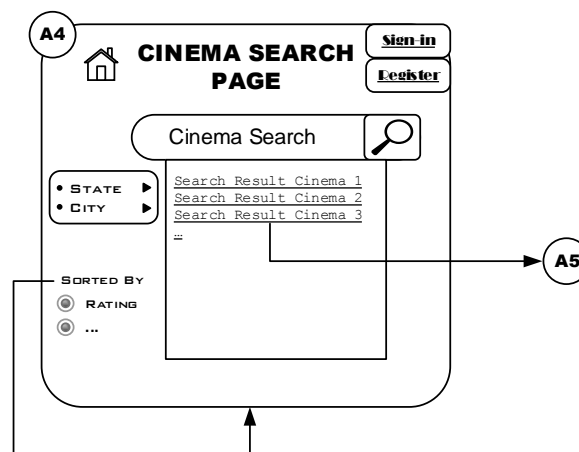 A4
Sign-in
CINEMA SEARCH
PAGE
Register
Cinema Search
Search Result Cinema 1
Search Result Cinema 2
Search Result Cinema 3
…
• STATE
• CITY
A5
SORTED BY
RATING
...